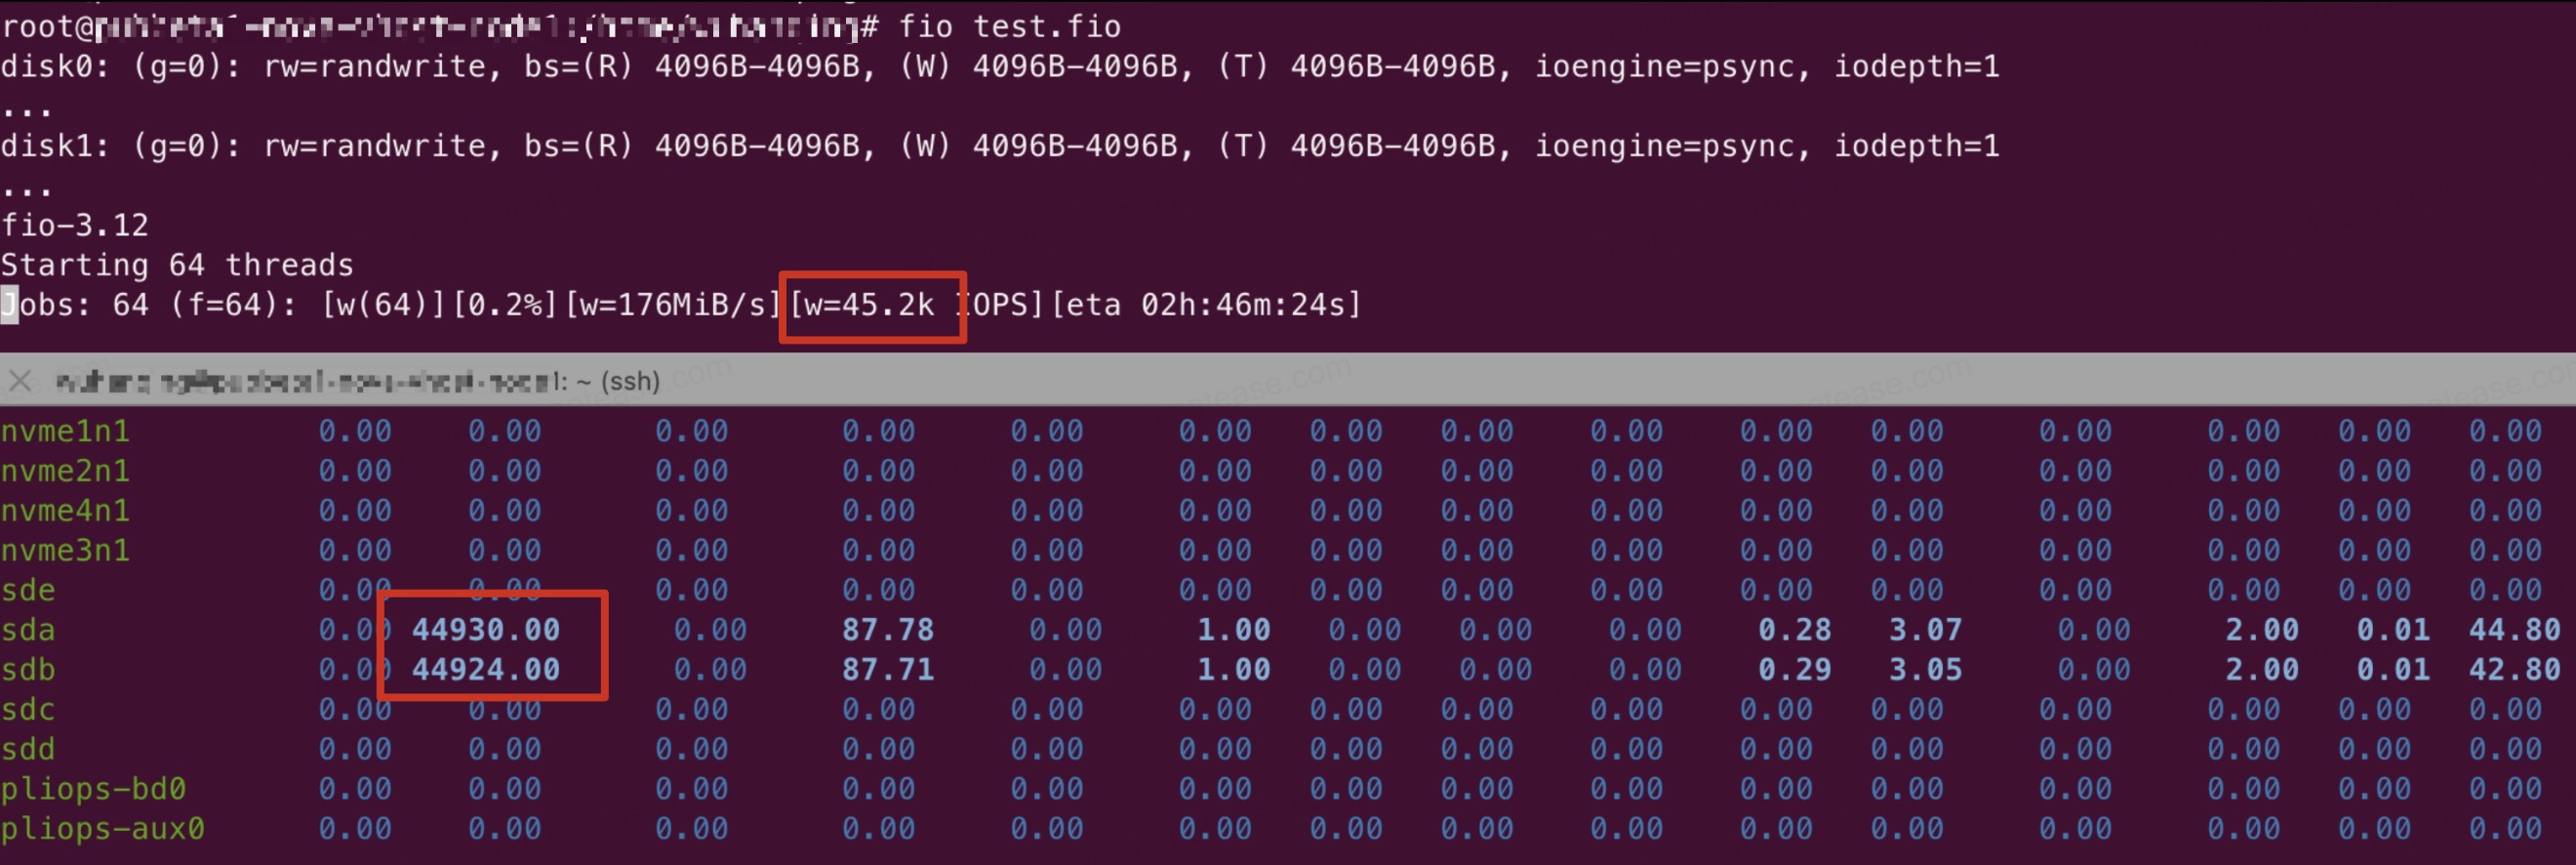 root@ # fio test.fio
disk0: (g=0): rw=randwrite, bs=(R) 4096B-4096B, (W) 4096B-4096B, (T) 4096B-4096B, ioengine=psync, iodepth=1
...
disk1: (g=0): rw=randwrite, bs=(R) 4096B-4096B, (W) 4096B-4096B, (T) 4096B-4096B, ioengine=psync, iodepth=1
...
fio-3.12
Starting 64 threads
Jobs: 64 (f=64): [w(64)][0.2%][w=176MiB/s][w=45.2k IOPS][eta 02h:46m:24s]
1: ~ (ssh)
nvme1n1 0.00 0.00 0.00 0.00 0.00 0.00 0.00 0.00 0.00 0.00 0.00 0.00 0.00 0.00 0.00
nvme2n1 0.00 0.00 0.00 0.00 0.00 0.00 0.00 0.00 0.00 0.00 0.00 0.00 0.00 0.00 0.00
nvme4n1 0.00 0.00 0.00 0.00 0.00 0.00 0.00 0.00 0.00 0.00 0.00 0.00 0.00 0.00 0.00
nvme3n1 0.00 0.00 0.00 0.00 0.00 0.00 0.00 0.00 0.00 0.00 0.00 0.00 0.00 0.00 0.00
sde 0.00 0.00 0.00 0.00 0.00 0.00 0.00 0.00 0.00 0.00 0.00 0.00 0.00 0.00 0.00
sda 0.00 44930.00 0.00 87.78 0.00 1.00 0.00 0.00 0.00 0.28 3.07 0.00 2.00 0.01 44.80
sdb 0.00 44924.00 0.00 87.71 0.00 1.00 0.00 0.00 0.00 0.29 3.05 0.00 2.00 0.01 42.80
sdc 0.00 0.00 0.00 0.00 0.00 0.00 0.00 0.00 0.00 0.00 0.00 0.00 0.00 0.00 0.00
sdd 0.00 0.00 0.00 0.00 0.00 0.00 0.00 0.00 0.00 0.00 0.00 0.00 0.00 0.00 0.00
pliops-bd0 0.00 0.00 0.00 0.00 0.00 0.00 0.00 0.00 0.00 0.00 0.00 0.00 0.00 0.00 0.00
pliops-aux0 0.00 0.00 0.00 0.00 0.00 0.00 0.00 0.00 0.00 0.00 0.00 0.00 0.00 0.00 0.00